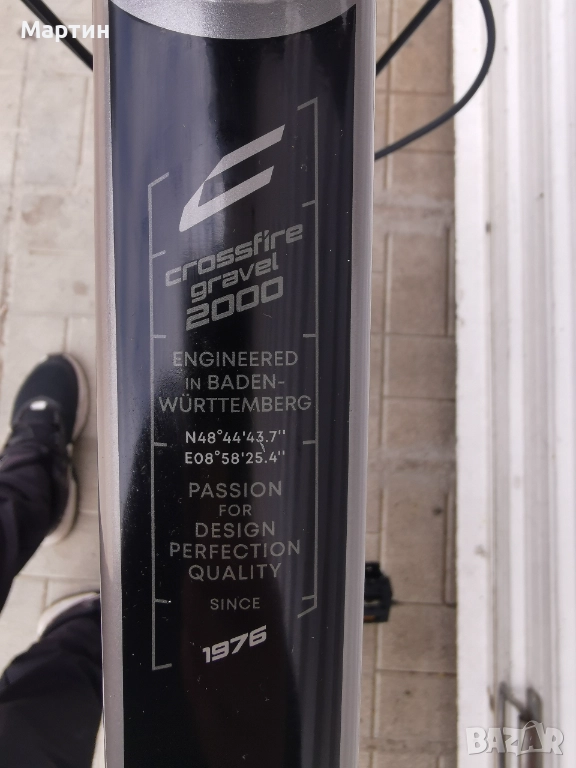 Мартин
crossfire
gravel
2000
ENGINEERED
IN BADEN-
WÜRTTEMBERG
N48°44'43.7"
E08°58'25.4"
PASSION
FOR
DESIGN
PERFECTION
QUALITY
SINCE
1976
BAZAR